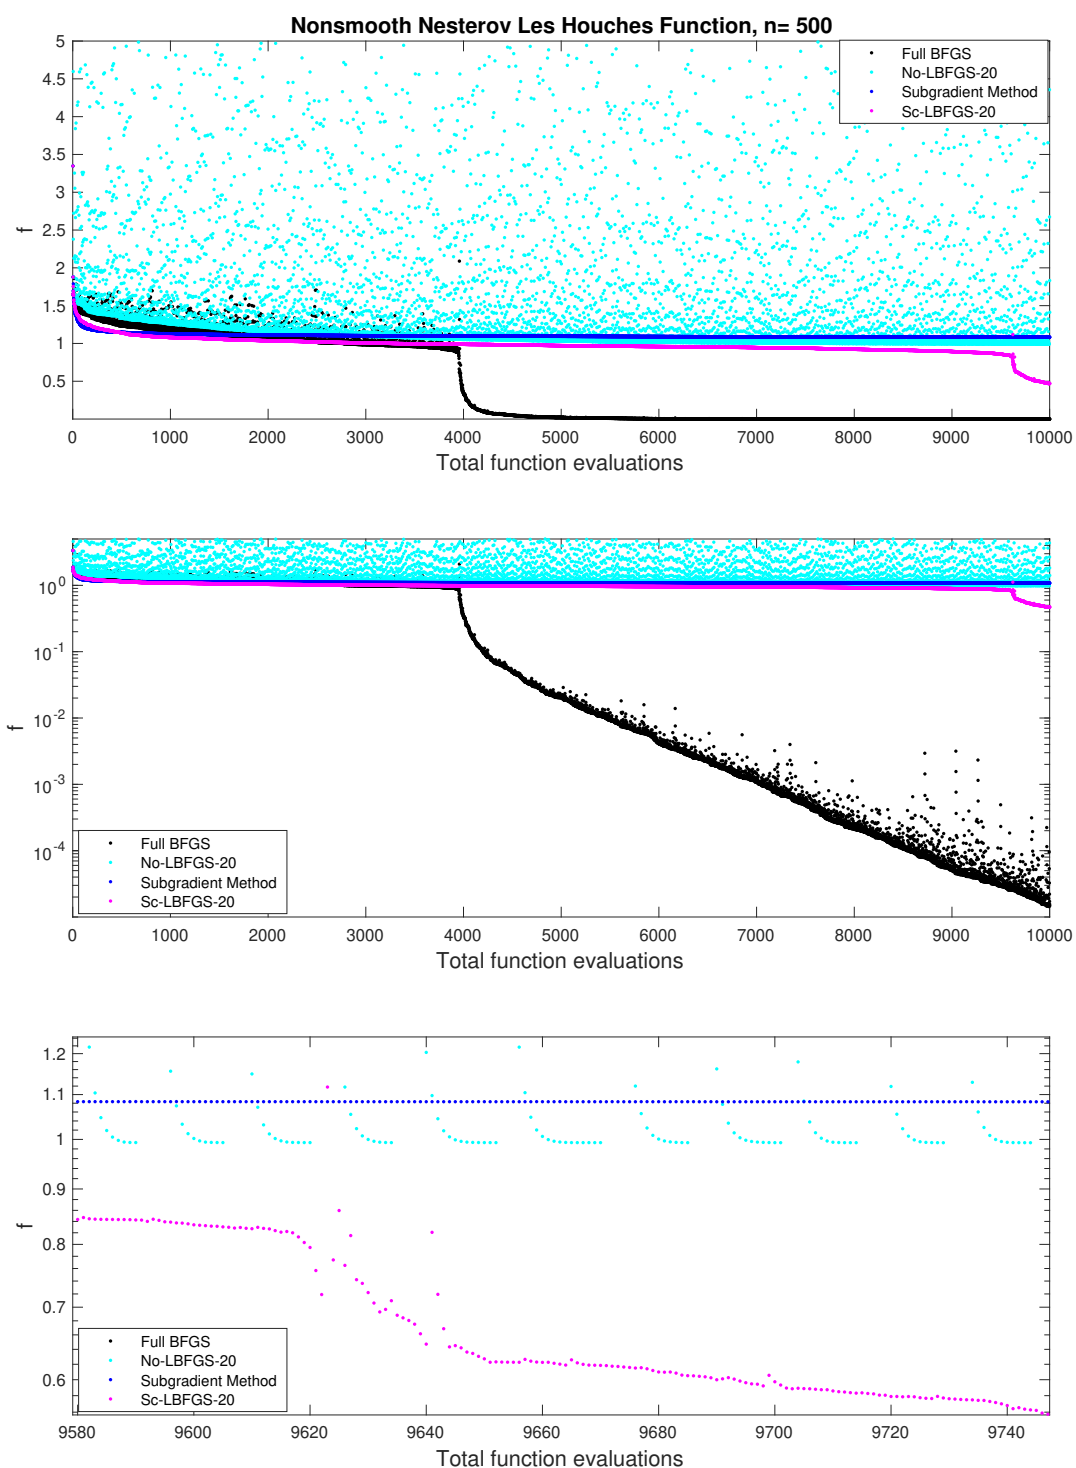 Nonsmooth Nesterov Les Houches Function, n= 500
5
4.5
4
3.5
3
2.5
2
1.5
1
0.5
f
Full BFGS
No-LBFGS-20
Subgradient Method
Sc-LBFGS-20
0 1000 2000 3000 4000 5000 6000 7000 8000 9000 10000
Total function evaluations
10^0
10^-1
10^-2
10^-3
10^-4
f
Full BFGS
No-LBFGS-20
Subgradient Method
Sc-LBFGS-20
0 1000 2000 3000 4000 5000 6000 7000 8000 9000 10000
Total function evaluations
1.2
1.1
1
0.9
0.8
0.7
0.6
f
Full BFGS
No-LBFGS-20
Subgradient Method
Sc-LBFGS-20
9580 9600 9620 9640 9660 9680 9700 9720 9740
Total function evaluations